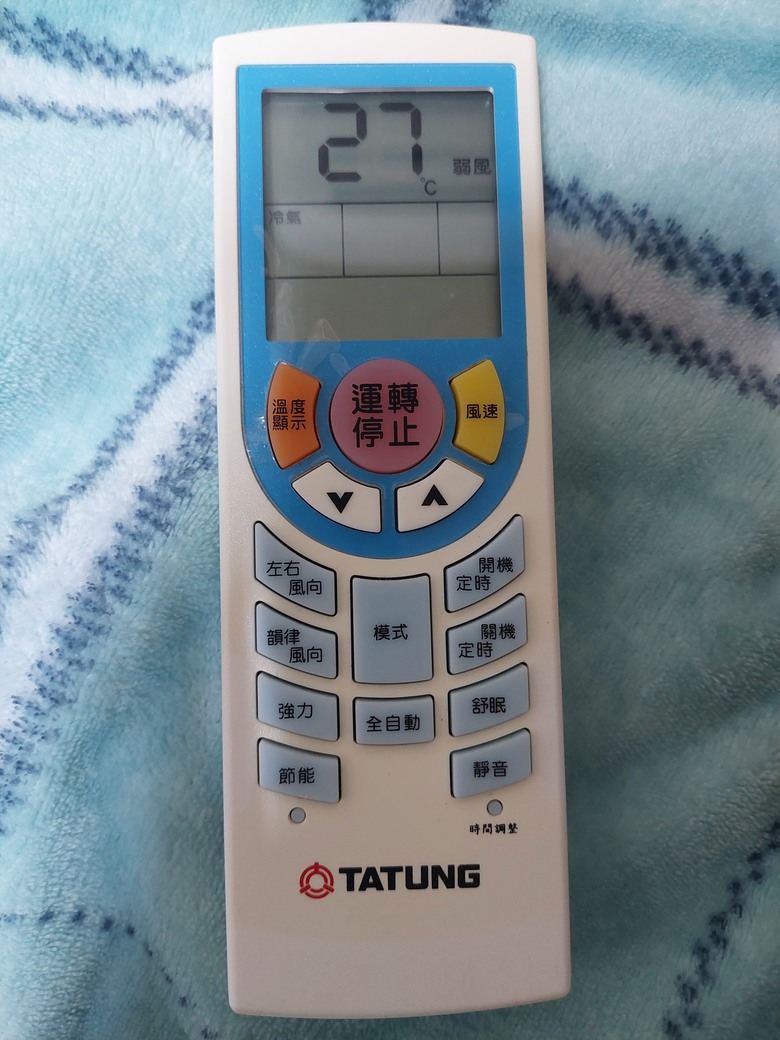 27
°C
弱風
冷氣
溫度
顯示
運轉
停止
風速
左右
風向
模式
開機
定時
韻律
風向
關機
定時
強力
全自動
舒眠
節能
靜音
時間調整
TATUNG